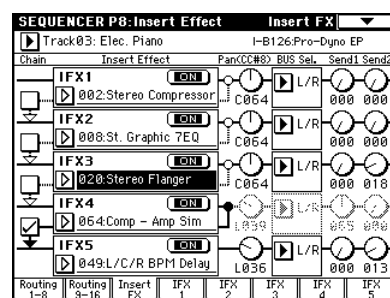 SEQUENCER P8:Insert Effect Insert FX
Track03: Elec. Piano I-B126:Pro-Dyno EP
Chain Insert Effect Pan(CC#8) BUS Sel. Send1 Send2
IFX1 ON
002:Stereo Compressor C064 L/R 000 000
IFX2 ON
008:St. Graphic 7EQ C064 L/R 000 000
IFX3 ON
020:Stereo Flanger C064 L/R 000 018
IFX4 ON
064:Comp - Amp Sim L039 L/R 065 000
IFX5 ON
049:L/C/R BPM Delay L036 L/R 000 013
Routing 1-8 Routing 9-16 Insert FX IFX 1 IFX 2 IFX 3 IFX 4 IFX 5